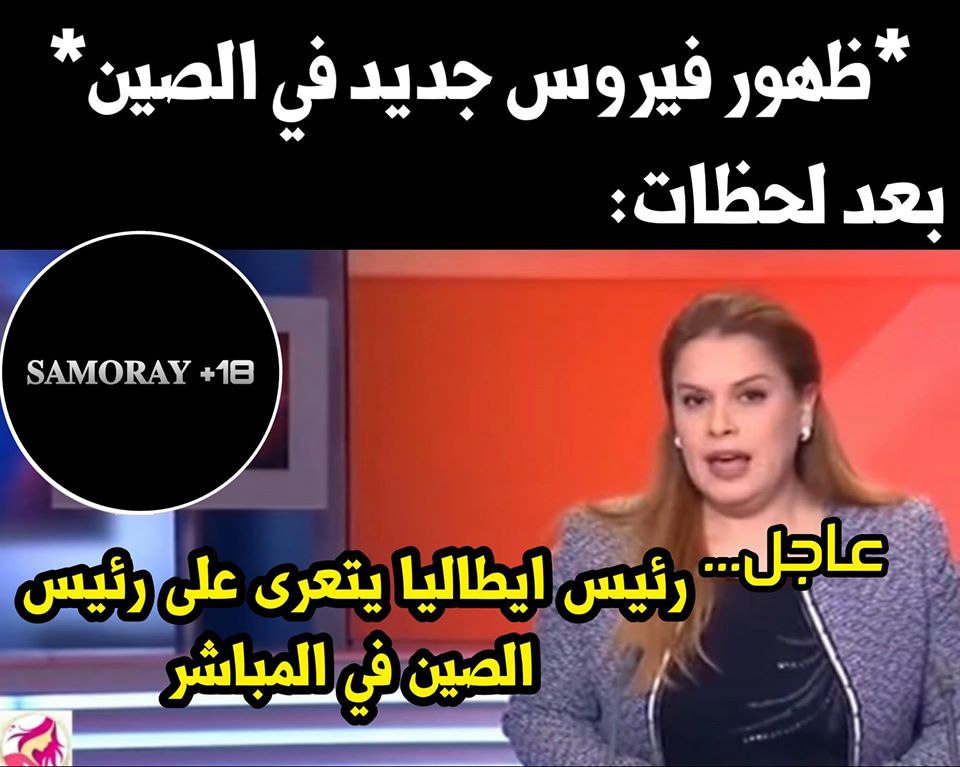 *ظهور فيروس جديد في الصين*
بعد لحظات:
SAMORAY +18
عاجل...
رئيس ايطاليا يتعرى على رئيس
الصين في المباشر